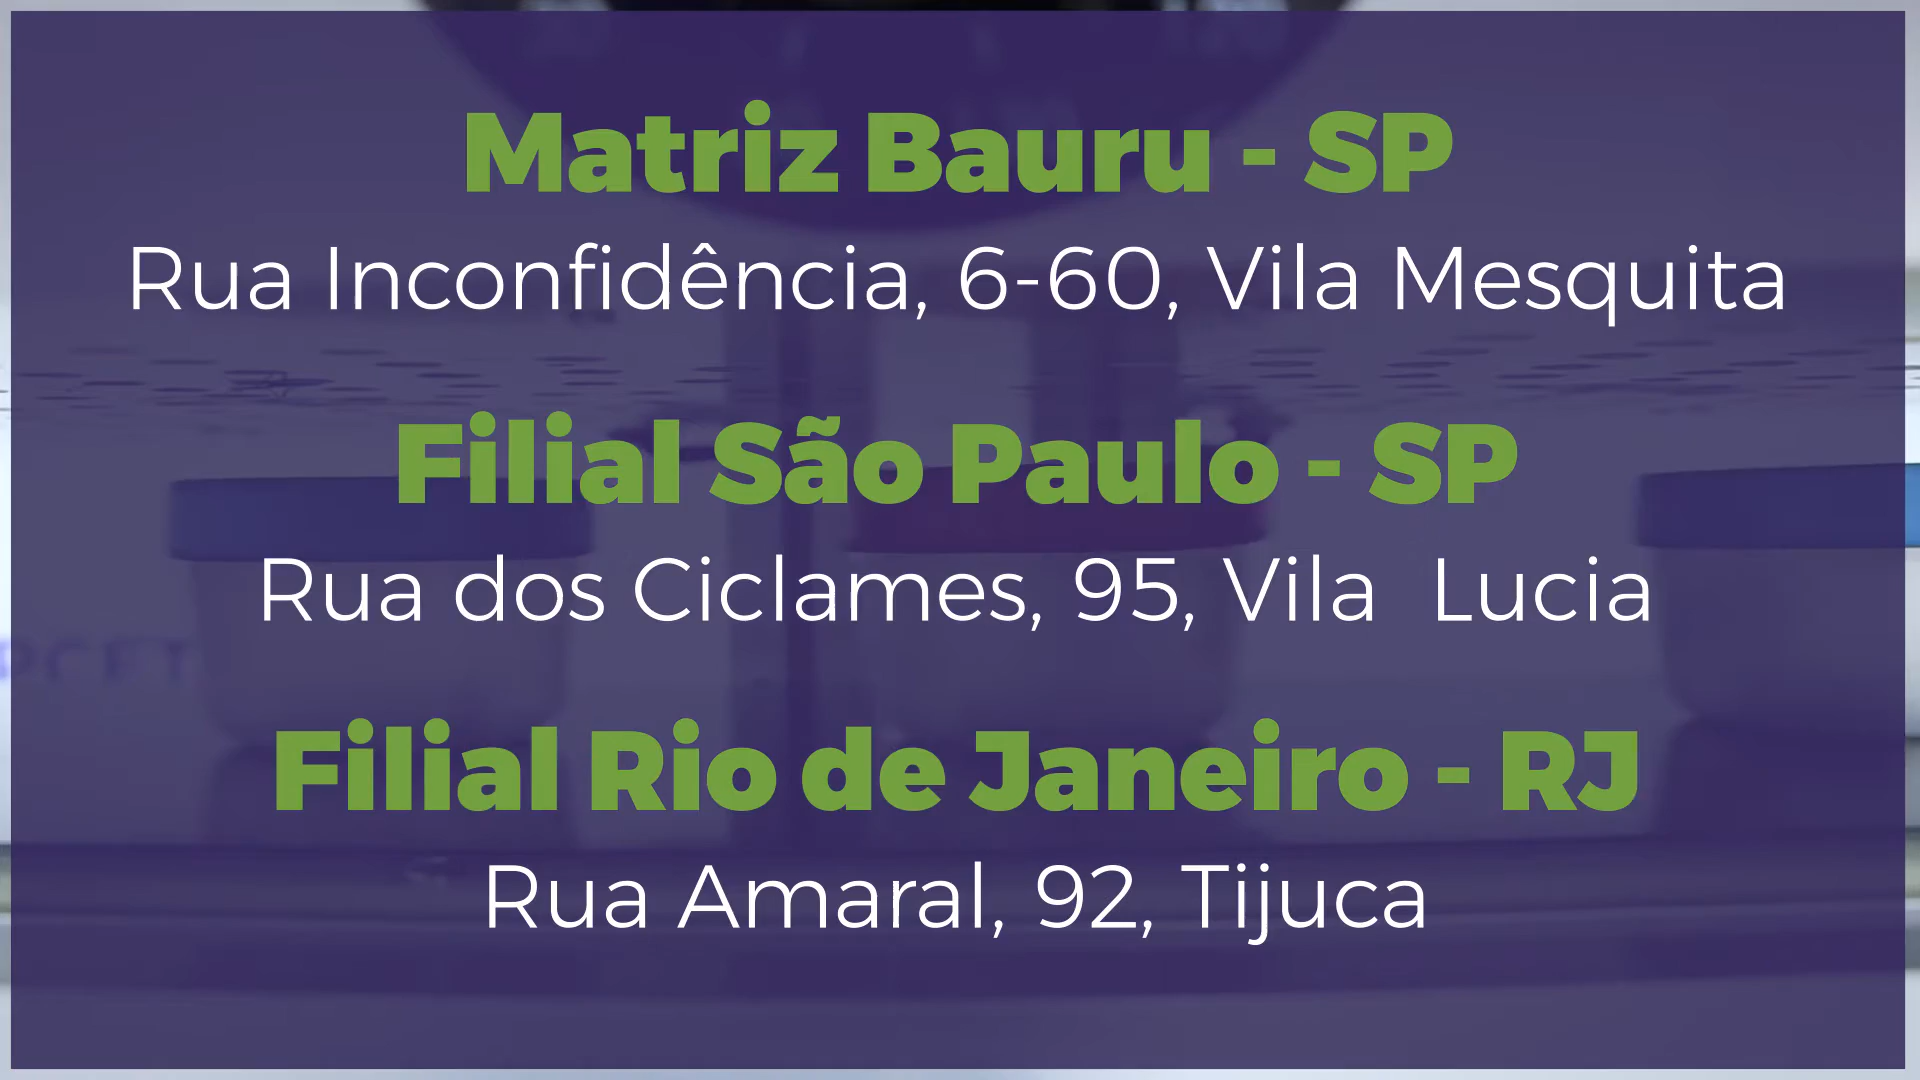 Matriz Bauru - SP
Rua Inconfidência, 6-60, Vila Mesquita
Filial São Paulo - SP
Rua dos Ciclames, 95, Vila  Lucia
Filial Rio de Janeiro - RJ
Rua Amaral, 92, Tijuca